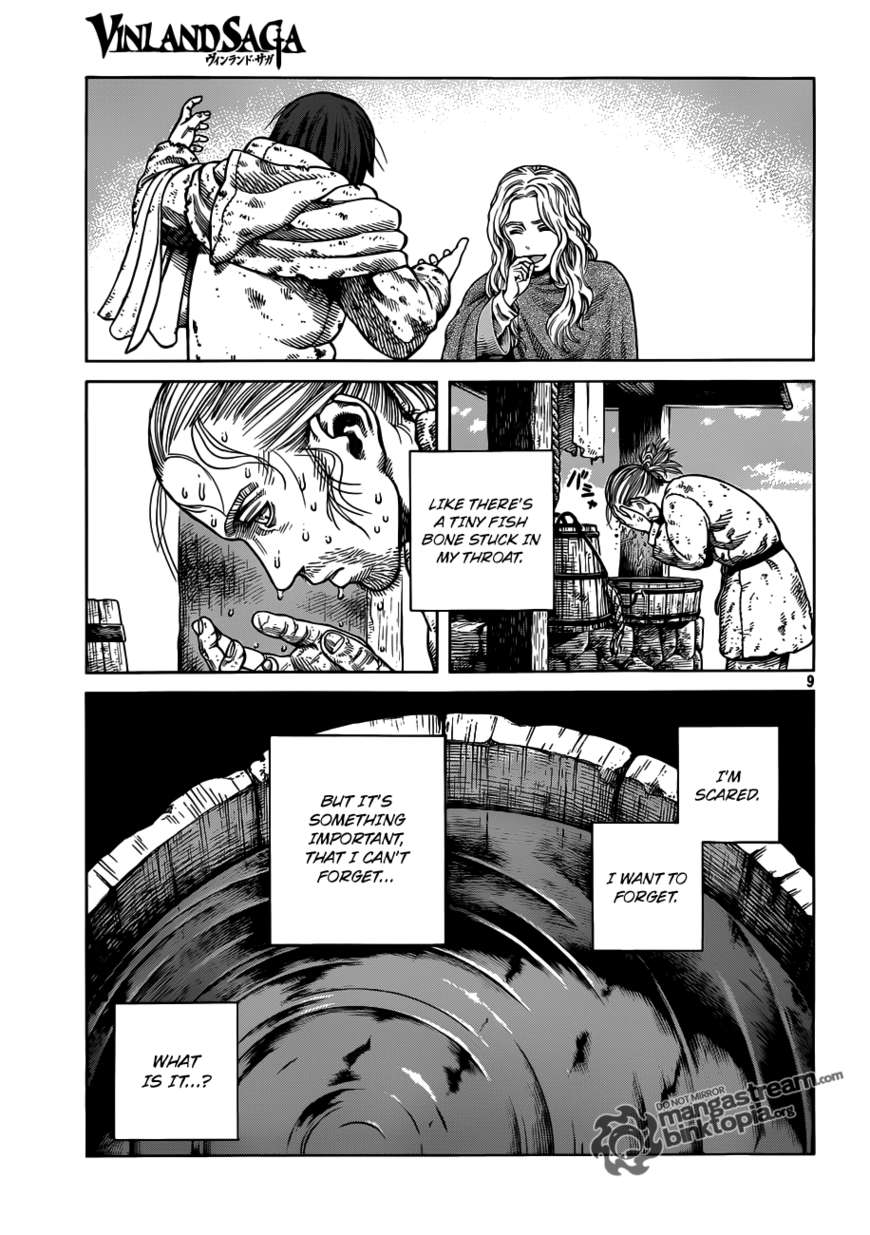 VINLAND SAGA
ヴィンランド・サガ
バシャ
LIKE THERE'S
A TINY FISH
BONE STUCK IN
MY THROAT.
9
I'M
SCARED.
I WANT TO
FORGET.
BUT IT'S
SOMETHING
IMPORTANT,
THAT I CAN'T
FORGET...
WHAT
IS IT...?
DO NOT MIRROR
mangastream.com
binktopia.org